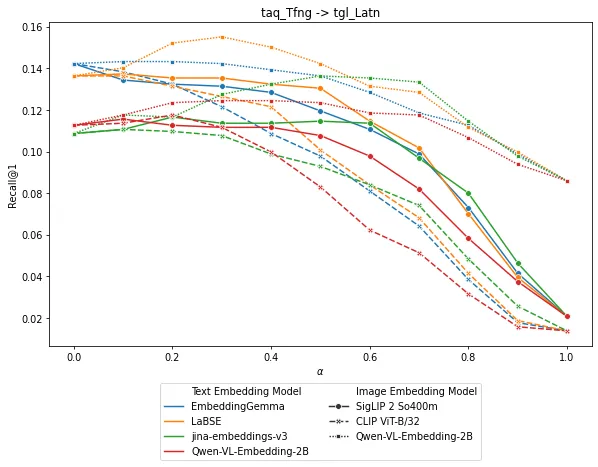 taq_Tfng -> tgl_Latn
0.16
0.14
0.12
0.10
0.08
0.06
0.04
0.02
Recall@1
0.0 0.2 0.4 0.6 0.8 1.0
α
Text Embedding Model Image Embedding Model
EmbeddingGemma SigLIP 2 So400m
LaBSE CLIP ViT-B/32
jina-embeddings-v3 Qwen-VL-Embedding-2B
Qwen-VL-Embedding-2B